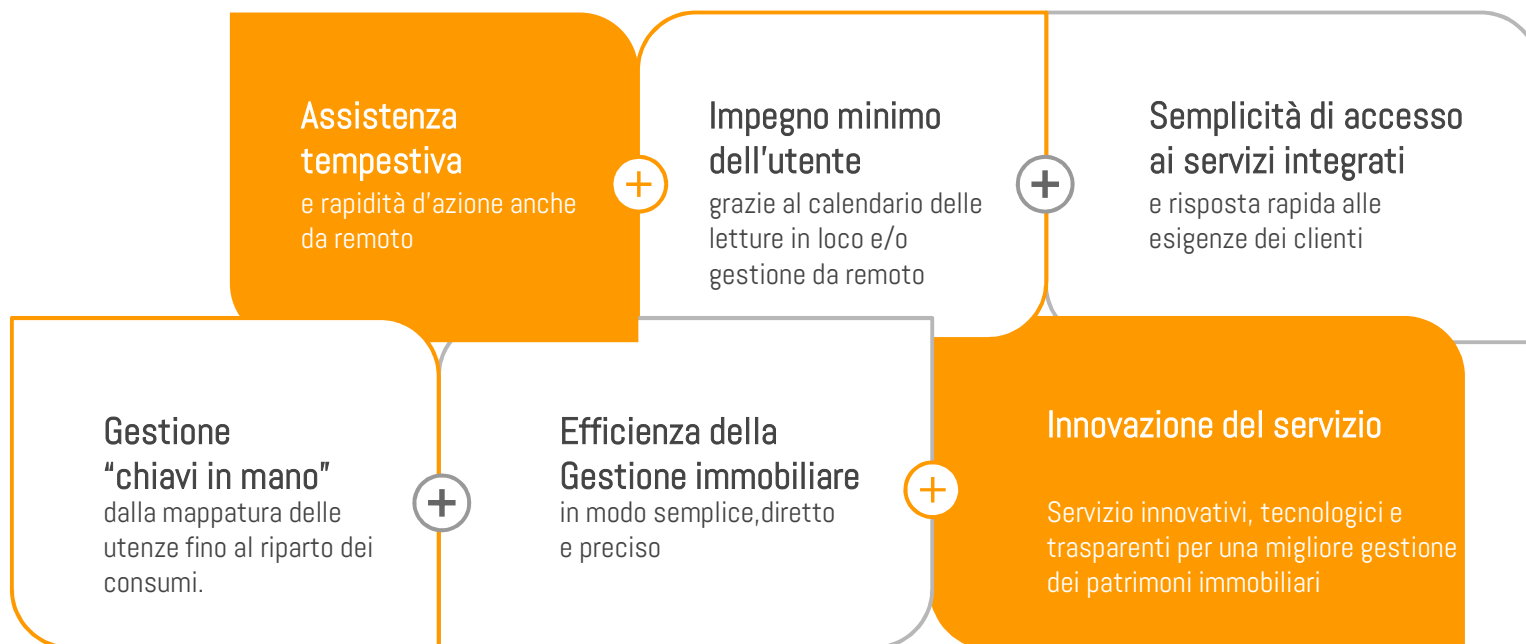 Assistenza
tempestiva
e rapidità d'azione anche
da remoto
Impegno minimo
dell'utente
grazie al calendario delle
letture in loco e/o
gestione da remoto
Semplicità di accesso
ai servizi integrati
e risposta rapida alle
esigenze dei clienti
Gestione
“chiavi in mano”
dalla mappatura delle
utenze fino al riparto dei
consumi.
Efficienza della
Gestione immobiliare
in modo semplice,diretto
e preciso
Innovazione del servizio
Servizio innovativi, tecnologici e
trasparenti per una migliore gestione
dei patrimoni immobiliari